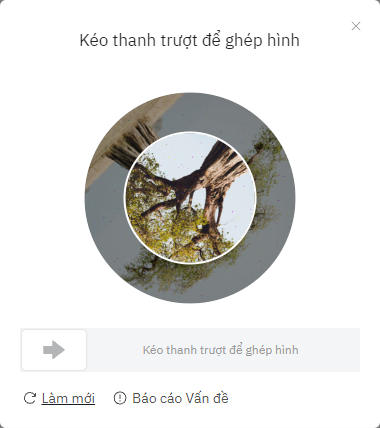 Kéo thanh trượt để ghép hình
Kéo thanh trượt để ghép hình
Làm mới Báo cáo Vấn đề